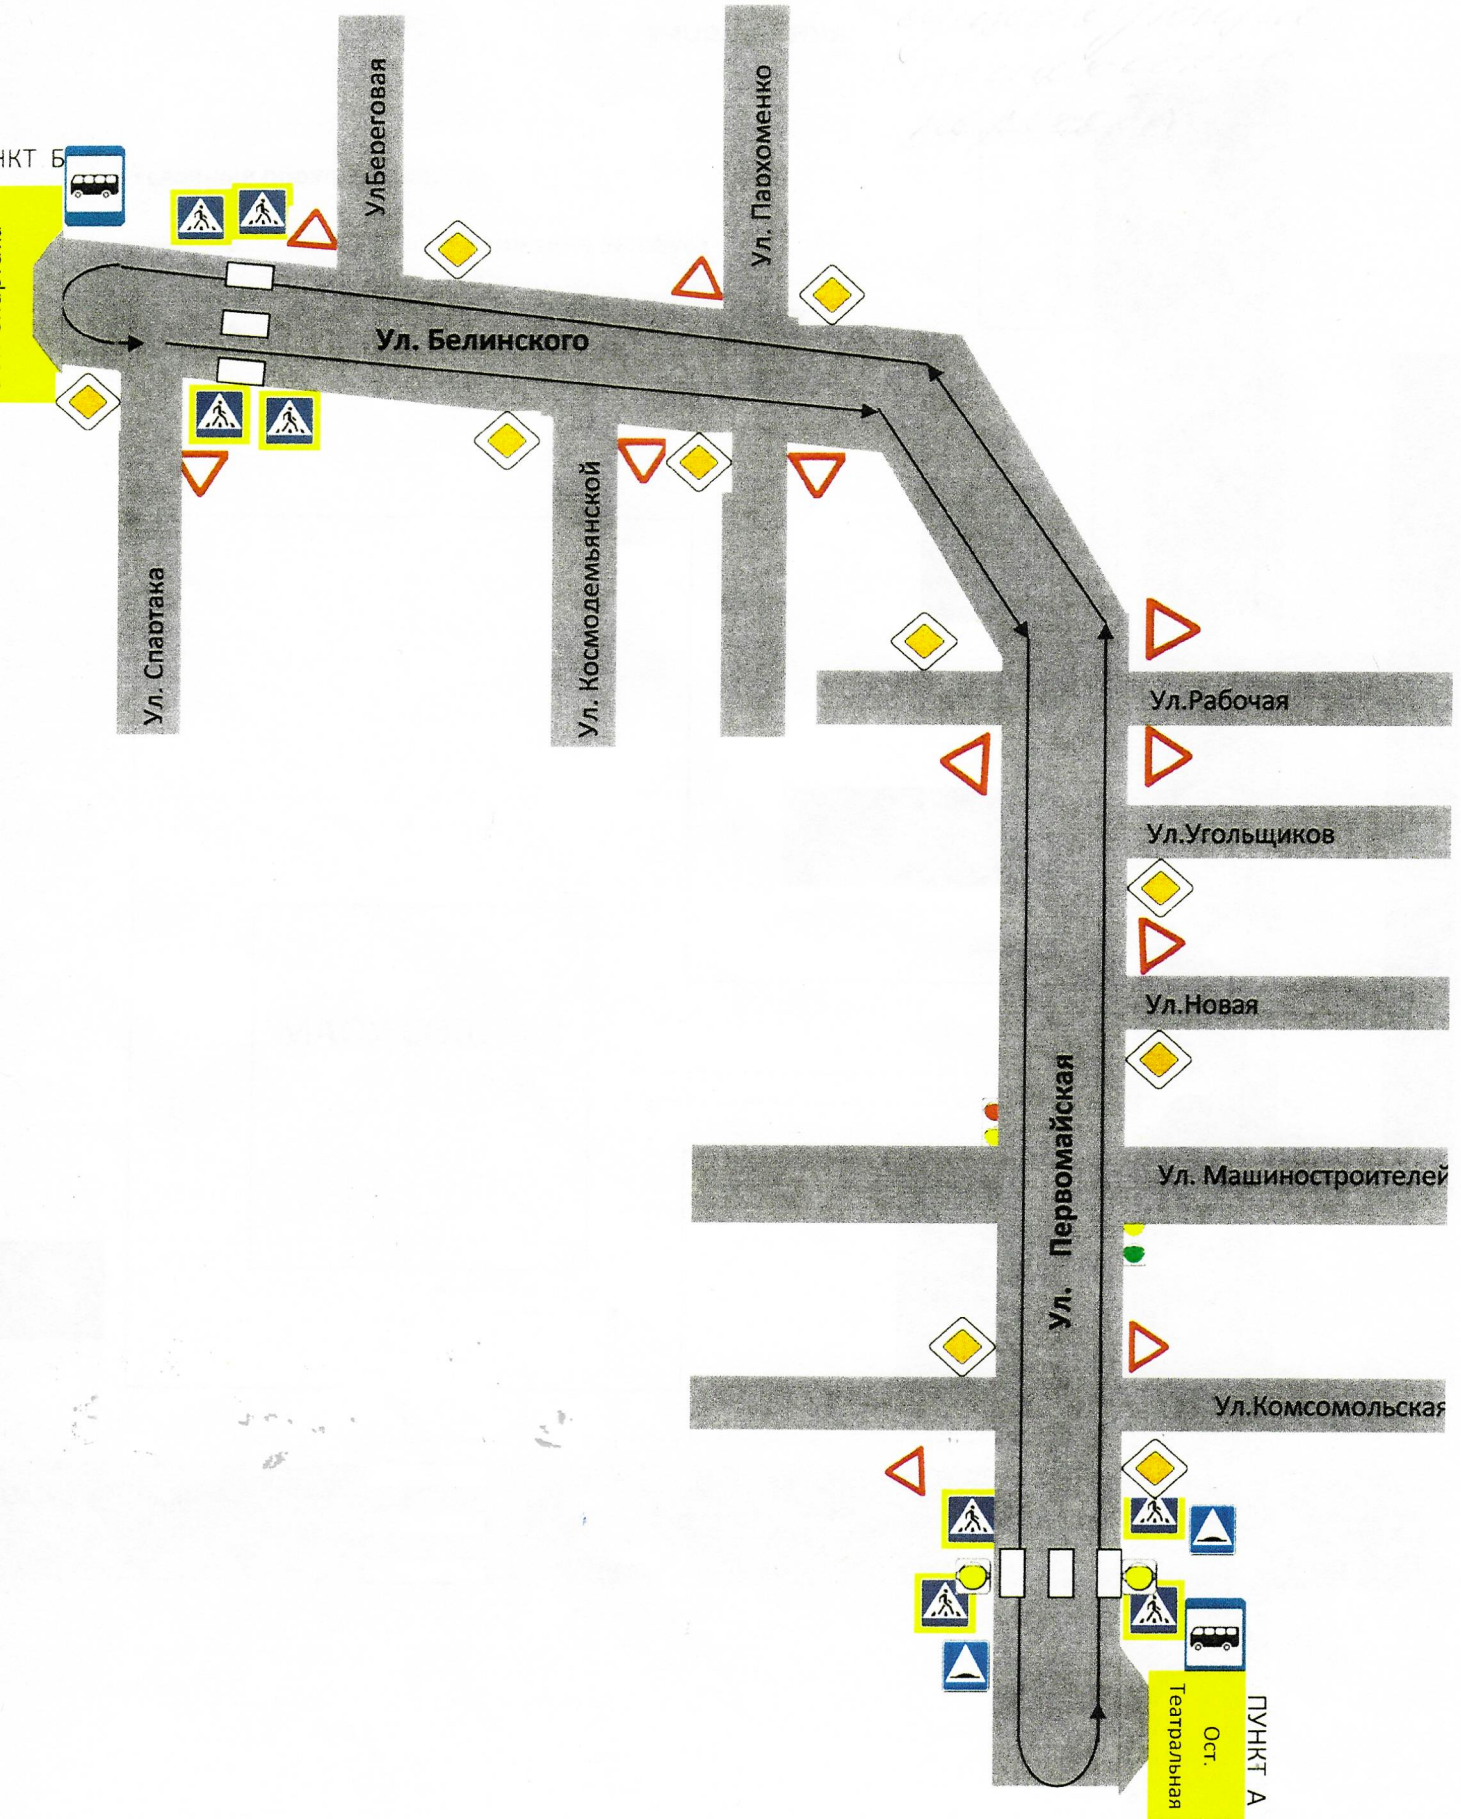 УлБереговая
Ул. Пархоменко
НКТ Б
Ул. Белинского
Ул. Спартака
Ул. Космодемьянской
Ул.Рабочая
Ул.Угольщиков
Ул.Новая
Ул. Первомайская
Ул. Машиностроителей
Ул.Комсомольская
ПУНКТ А
Ост.
Театральная